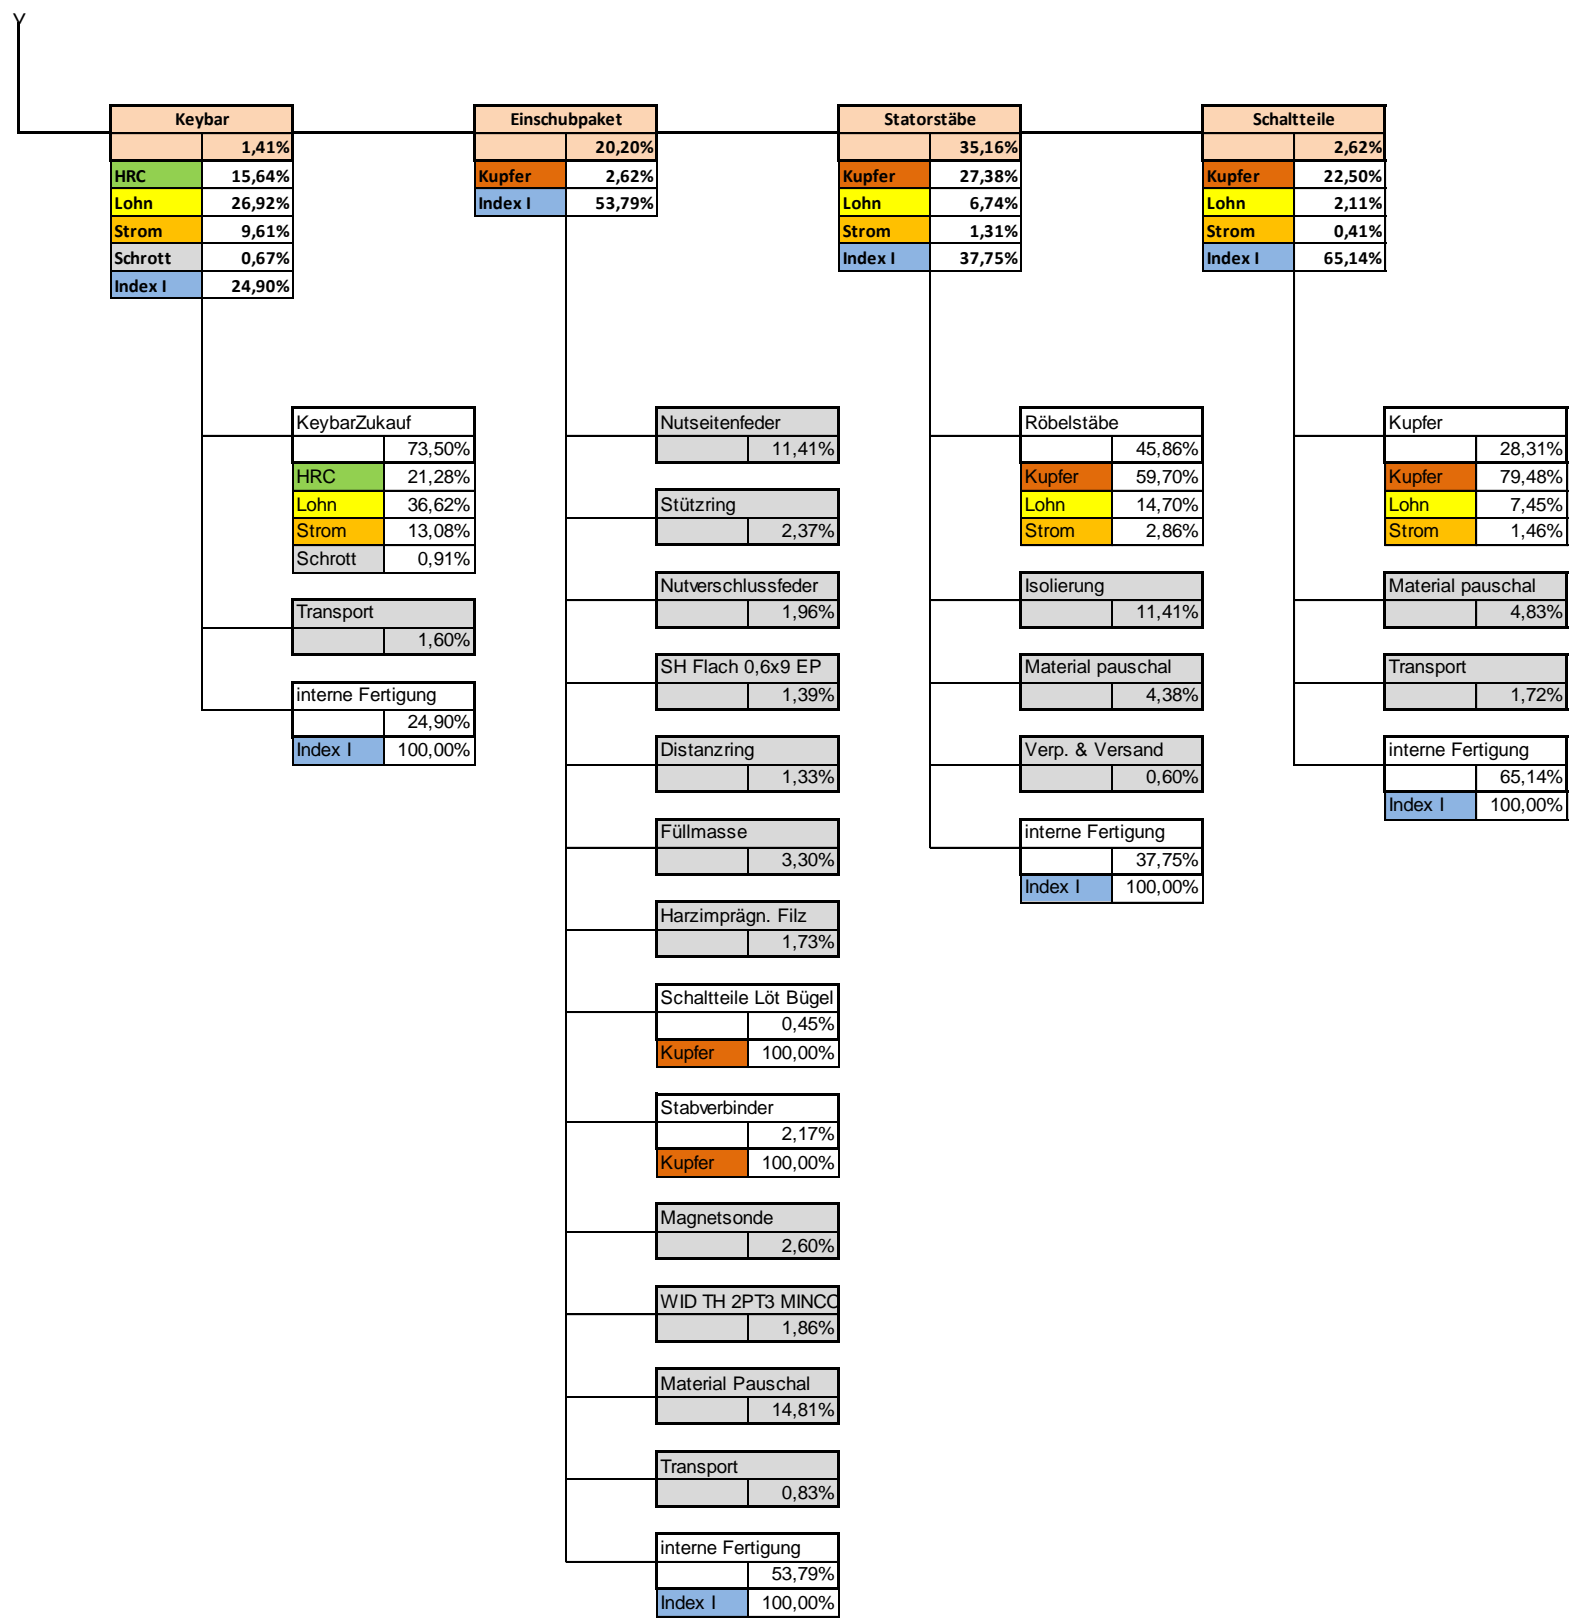 Keybar
1,41%
HRC 15,64%
Lohn 26,92%
Strom 9,61%
Schrott 0,67%
Index I 24,90%
KeybarZukauf
73,50%
HRC 21,28%
Lohn 36,62%
Strom 13,08%
Schrott 0,91%
Transport
1,60%
interne Fertigung
24,90%
Index I 100,00%
Einschubpaket
20,20%
Kupfer 2,62%
Index I 53,79%
Nutseitenfeder
11,41%
Stützring
2,37%
Nutverschlussfeder
1,96%
SH Flach 0,6x9 EP
1,39%
Distanzring
1,33%
Füllmasse
3,30%
Harzimprägn. Filz
1,73%
Schaltteile Löt Bügel
0,45%
Kupfer 100,00%
Stabverbinder
2,17%
Kupfer 100,00%
Magnetsonde
2,60%
WID TH 2PT3 MINCO
1,86%
Material Pauschal
14,81%
Transport
0,83%
interne Fertigung
53,79%
Index I 100,00%
Statorstäbe
35,16%
Kupfer 27,38%
Lohn 6,74%
Strom 1,31%
Index I 37,75%
Röbelstäbe
45,86%
Kupfer 59,70%
Lohn 14,70%
Strom 2,86%
Isolierung
11,41%
Material pauschal
4,38%
Verp. & Versand
0,60%
interne Fertigung
37,75%
Index I 100,00%
Schaltteile
2,62%
Kupfer 22,50%
Lohn 2,11%
Strom 0,41%
Index I 65,14%
Kupfer
28,31%
Kupfer 79,48%
Lohn 7,45%
Strom 1,46%
Material pauschal
4,83%
Transport
1,72%
interne Fertigung
65,14%
Index I 100,00%